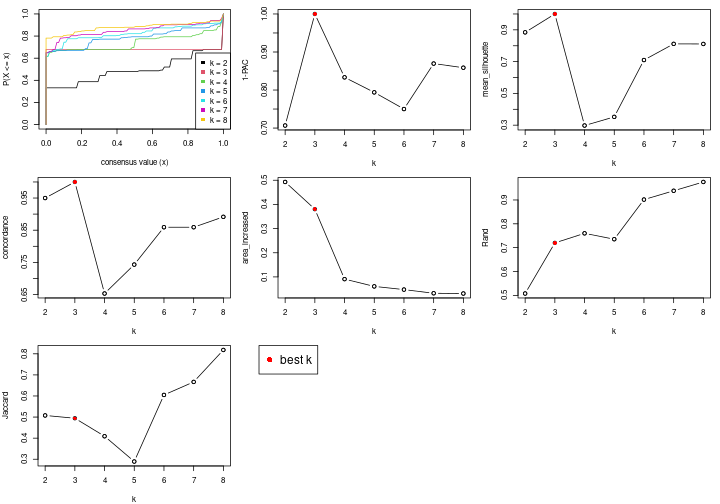 P(X <= x)
0.0 0.2 0.4 0.6 0.8 1.0
k = 2
k = 3
k = 4
k = 5
k = 6
k = 7
k = 8
0.0 0.2 0.4 0.6 0.8 1.0
consensus value (x)
1-PAC
0.70 0.80 0.90 1.00
2 3 4 5 6 7 8
k
mean_silhouette
0.3 0.5 0.7 0.9
2 3 4 5 6 7 8
k
concordance
0.65 0.75 0.85 0.95
2 3 4 5 6 7 8
k
area_increased
0.1 0.2 0.3 0.4 0.5
2 3 4 5 6 7 8
k
Rand
0.5 0.6 0.7 0.8 0.9
2 3 4 5 6 7 8
k
Jaccard
0.3 0.4 0.5 0.6 0.7 0.8
2 3 4 5 6 7 8
k
best k